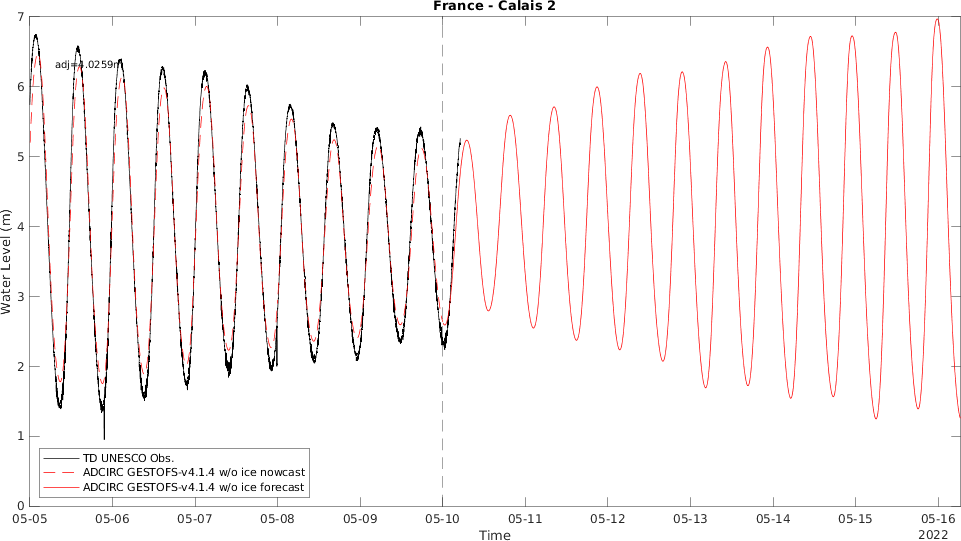 France - Calais 2
adj=4.0259m
Water Level (m)
7
6
5
4
3
2
1
0
TD UNESCO Obs.
ADCIRC GESTOFS-v4.1.4 w/o ice nowcast
ADCIRC GESTOFS-v4.1.4 w/o ice forecast
05-05 05-06 05-07 05-08 05-09 05-10 05-11 05-12 05-13 05-14 05-15 05-16
Time
2022